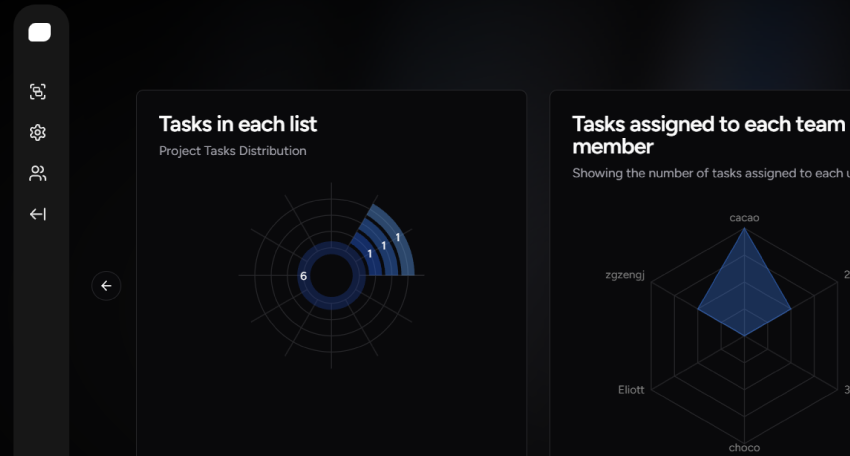 Tasks in each list
Project Tasks Distribution
6
1
1
1
Tasks assigned to each team
member
Showing the number of tasks assigned to each
cacao
zgzengj
2
Eliott
3
choco